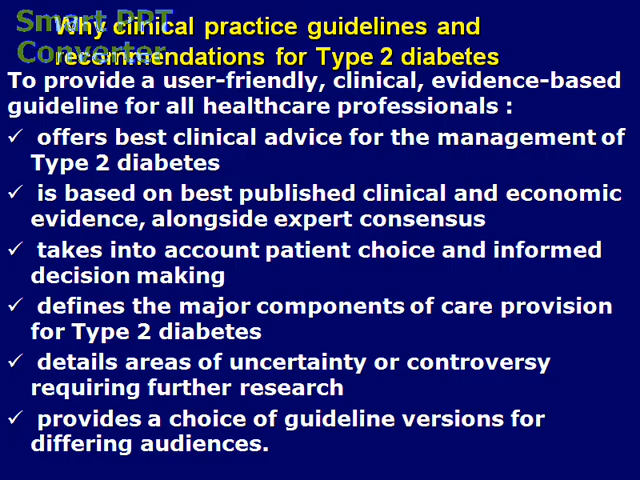 Smart PPT
Converter
Why clinical practice guidelines and
recommendations for Type 2 diabetes
To provide a user-friendly, clinical, evidence-based
guideline for all healthcare professionals :
✓ offers best clinical advice for the management of
Type 2 diabetes
✓ is based on best published clinical and economic
evidence, alongside expert consensus
✓ takes into account patient choice and informed
decision making
✓ defines the major components of care provision
for Type 2 diabetes
✓ details areas of uncertainty or controversy
requiring further research
✓ provides a choice of guideline versions for
differing audiences.